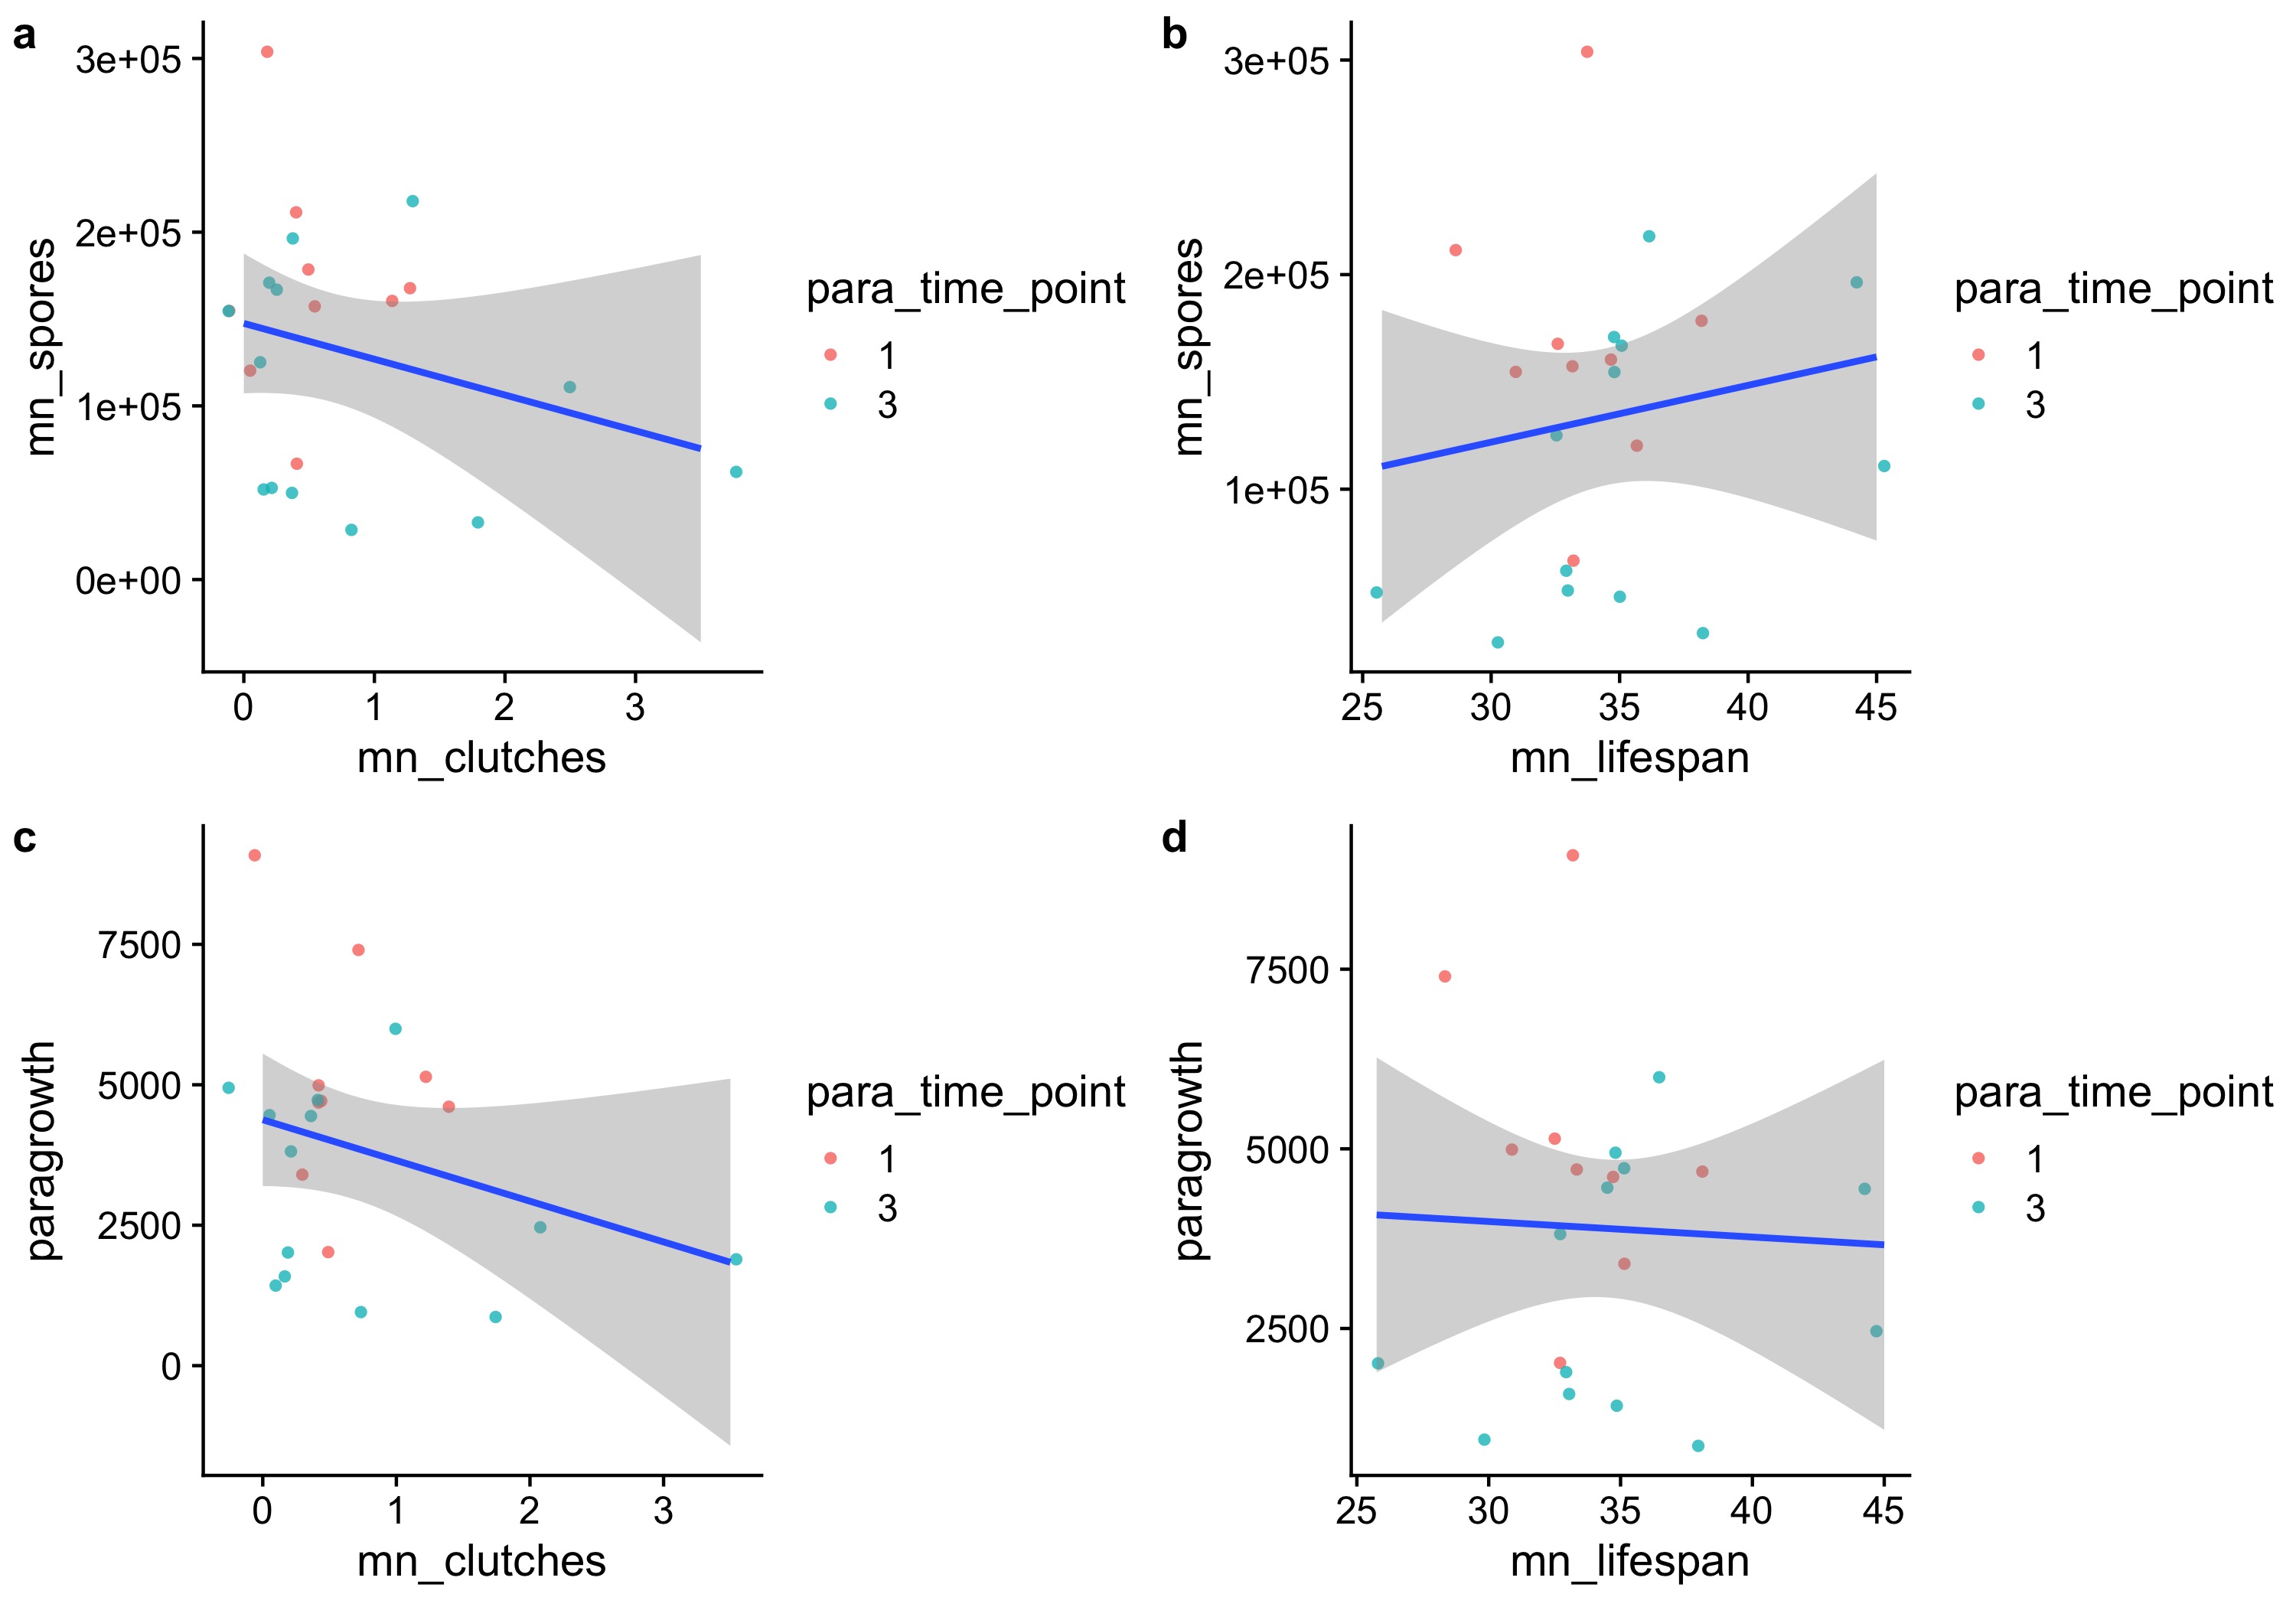 a
mn_spores
3e+05
2e+05
1e+05
0e+00
0 1 2 3
mn_clutches
para_time_point
1
3
b
mn_spores
3e+05
2e+05
1e+05
25 30 35 40 45
mn_lifespan
para_time_point
1
3
c
paragrowth
7500
5000
2500
0
0 1 2 3
mn_clutches
para_time_point
1
3
d
paragrowth
7500
5000
2500
25 30 35 40 45
mn_lifespan
para_time_point
1
3